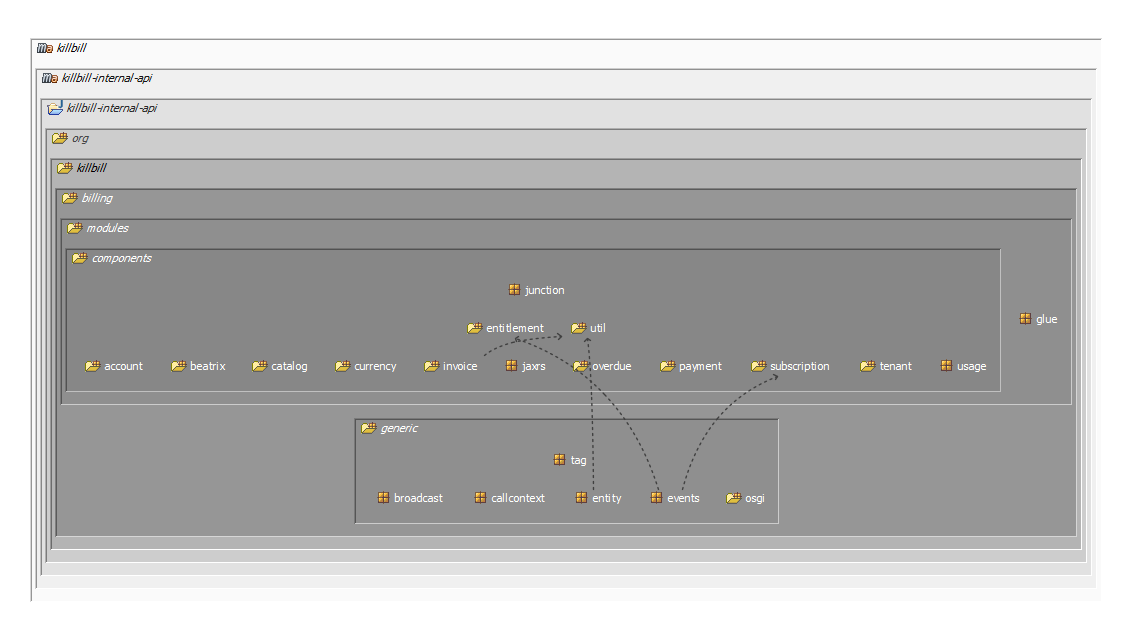 killbill
killbill-internal-api
killbill-internal-api
org
killbill
billing
modules
components
junction
entitlement util
glue
account beatrix catalog currency invoice jaxrs overdue payment subscription tenant usage
generic
tag
broadcast callcontext entity events osgi